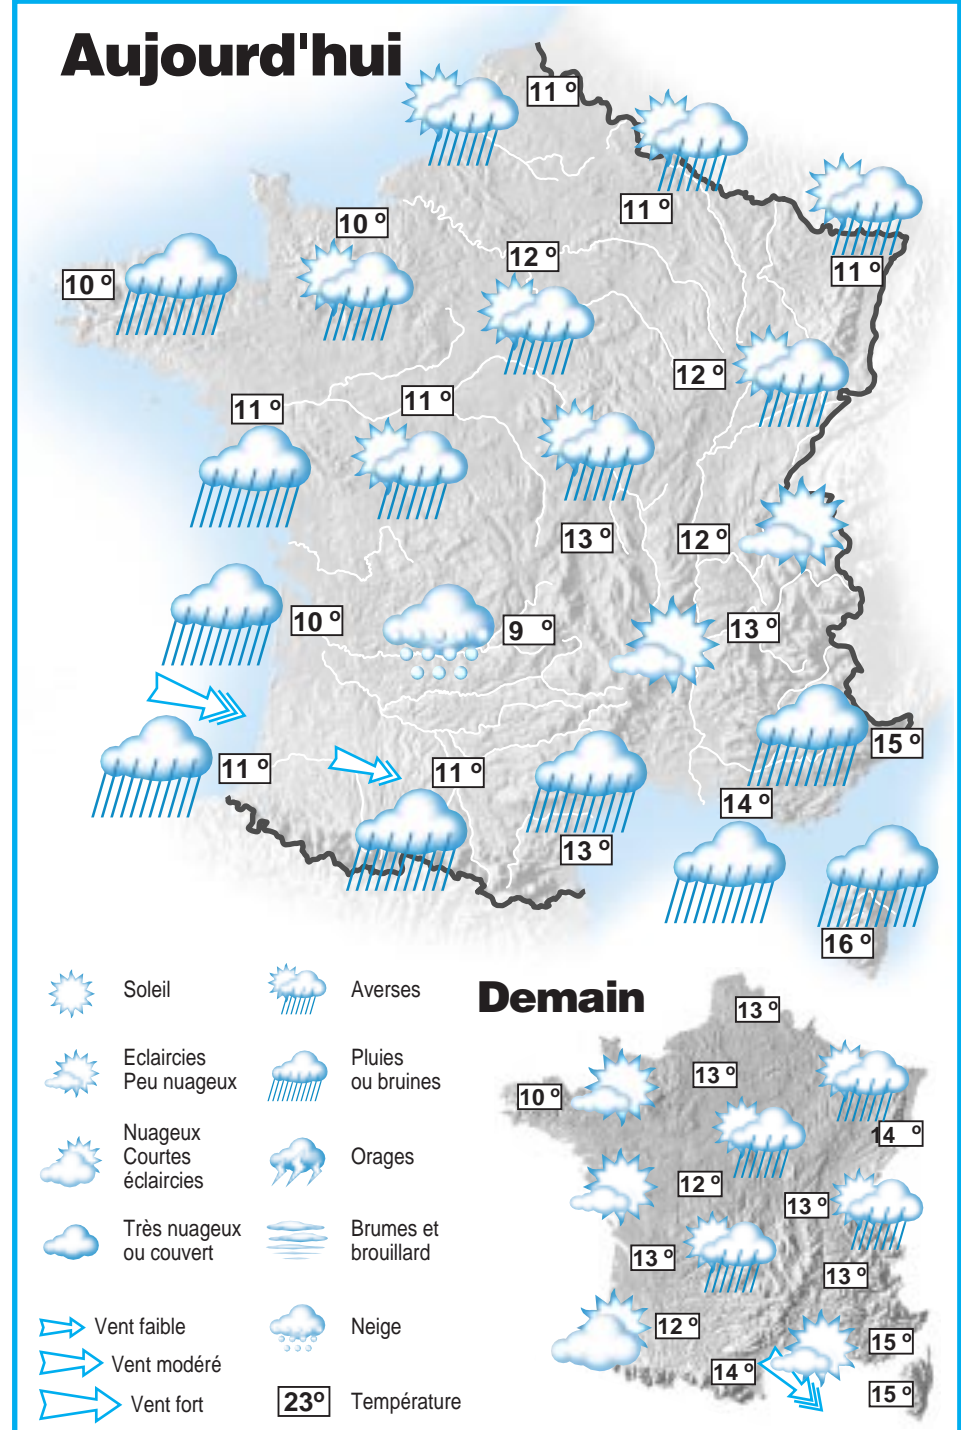 Aujourd'hui
11 °
11 °
11 °
10 °
12 °
10 °
12 °
11 °
11 °
13 °
12 °
10 °
9 °
13 °
15 °
11 °
11 °
14 °
13 °
16 °
Soleil
Averses
Eclaircies
Peu nuageux
Pluies
ou bruines
Nuageux
Courtes
éclaircies
Orages
Très nuageux
ou couvert
Brumes et
brouillard
Vent faible
Neige
Vent modéré
Vent fort
23°
Température
Demain
13 °
13 °
10 °
14 °
12 °
13 °
13 °
13 °
12 °
15 °
14 °
15 °